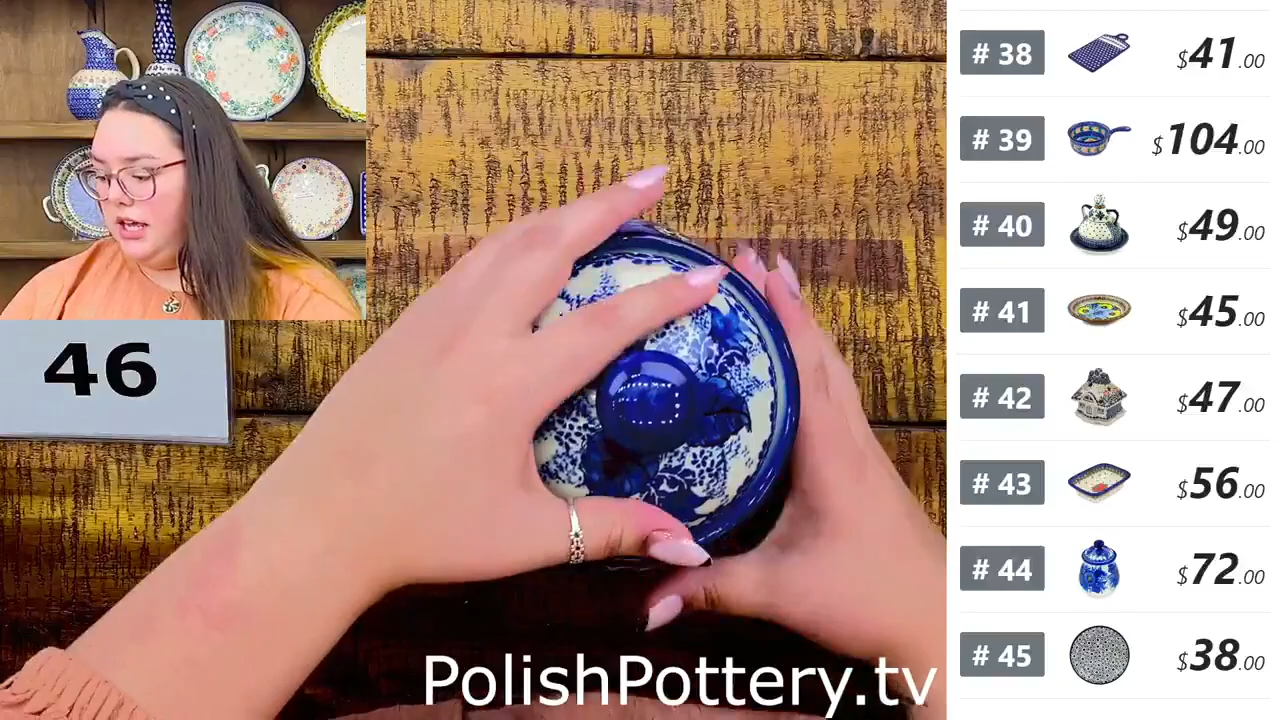 46
PolishPottery.tv
# 38 $41.00
# 39 $104.00
# 40 $49.00
# 41 $45.00
# 42 $47.00
# 43 $56.00
# 44 $72.00
# 45 $38.00